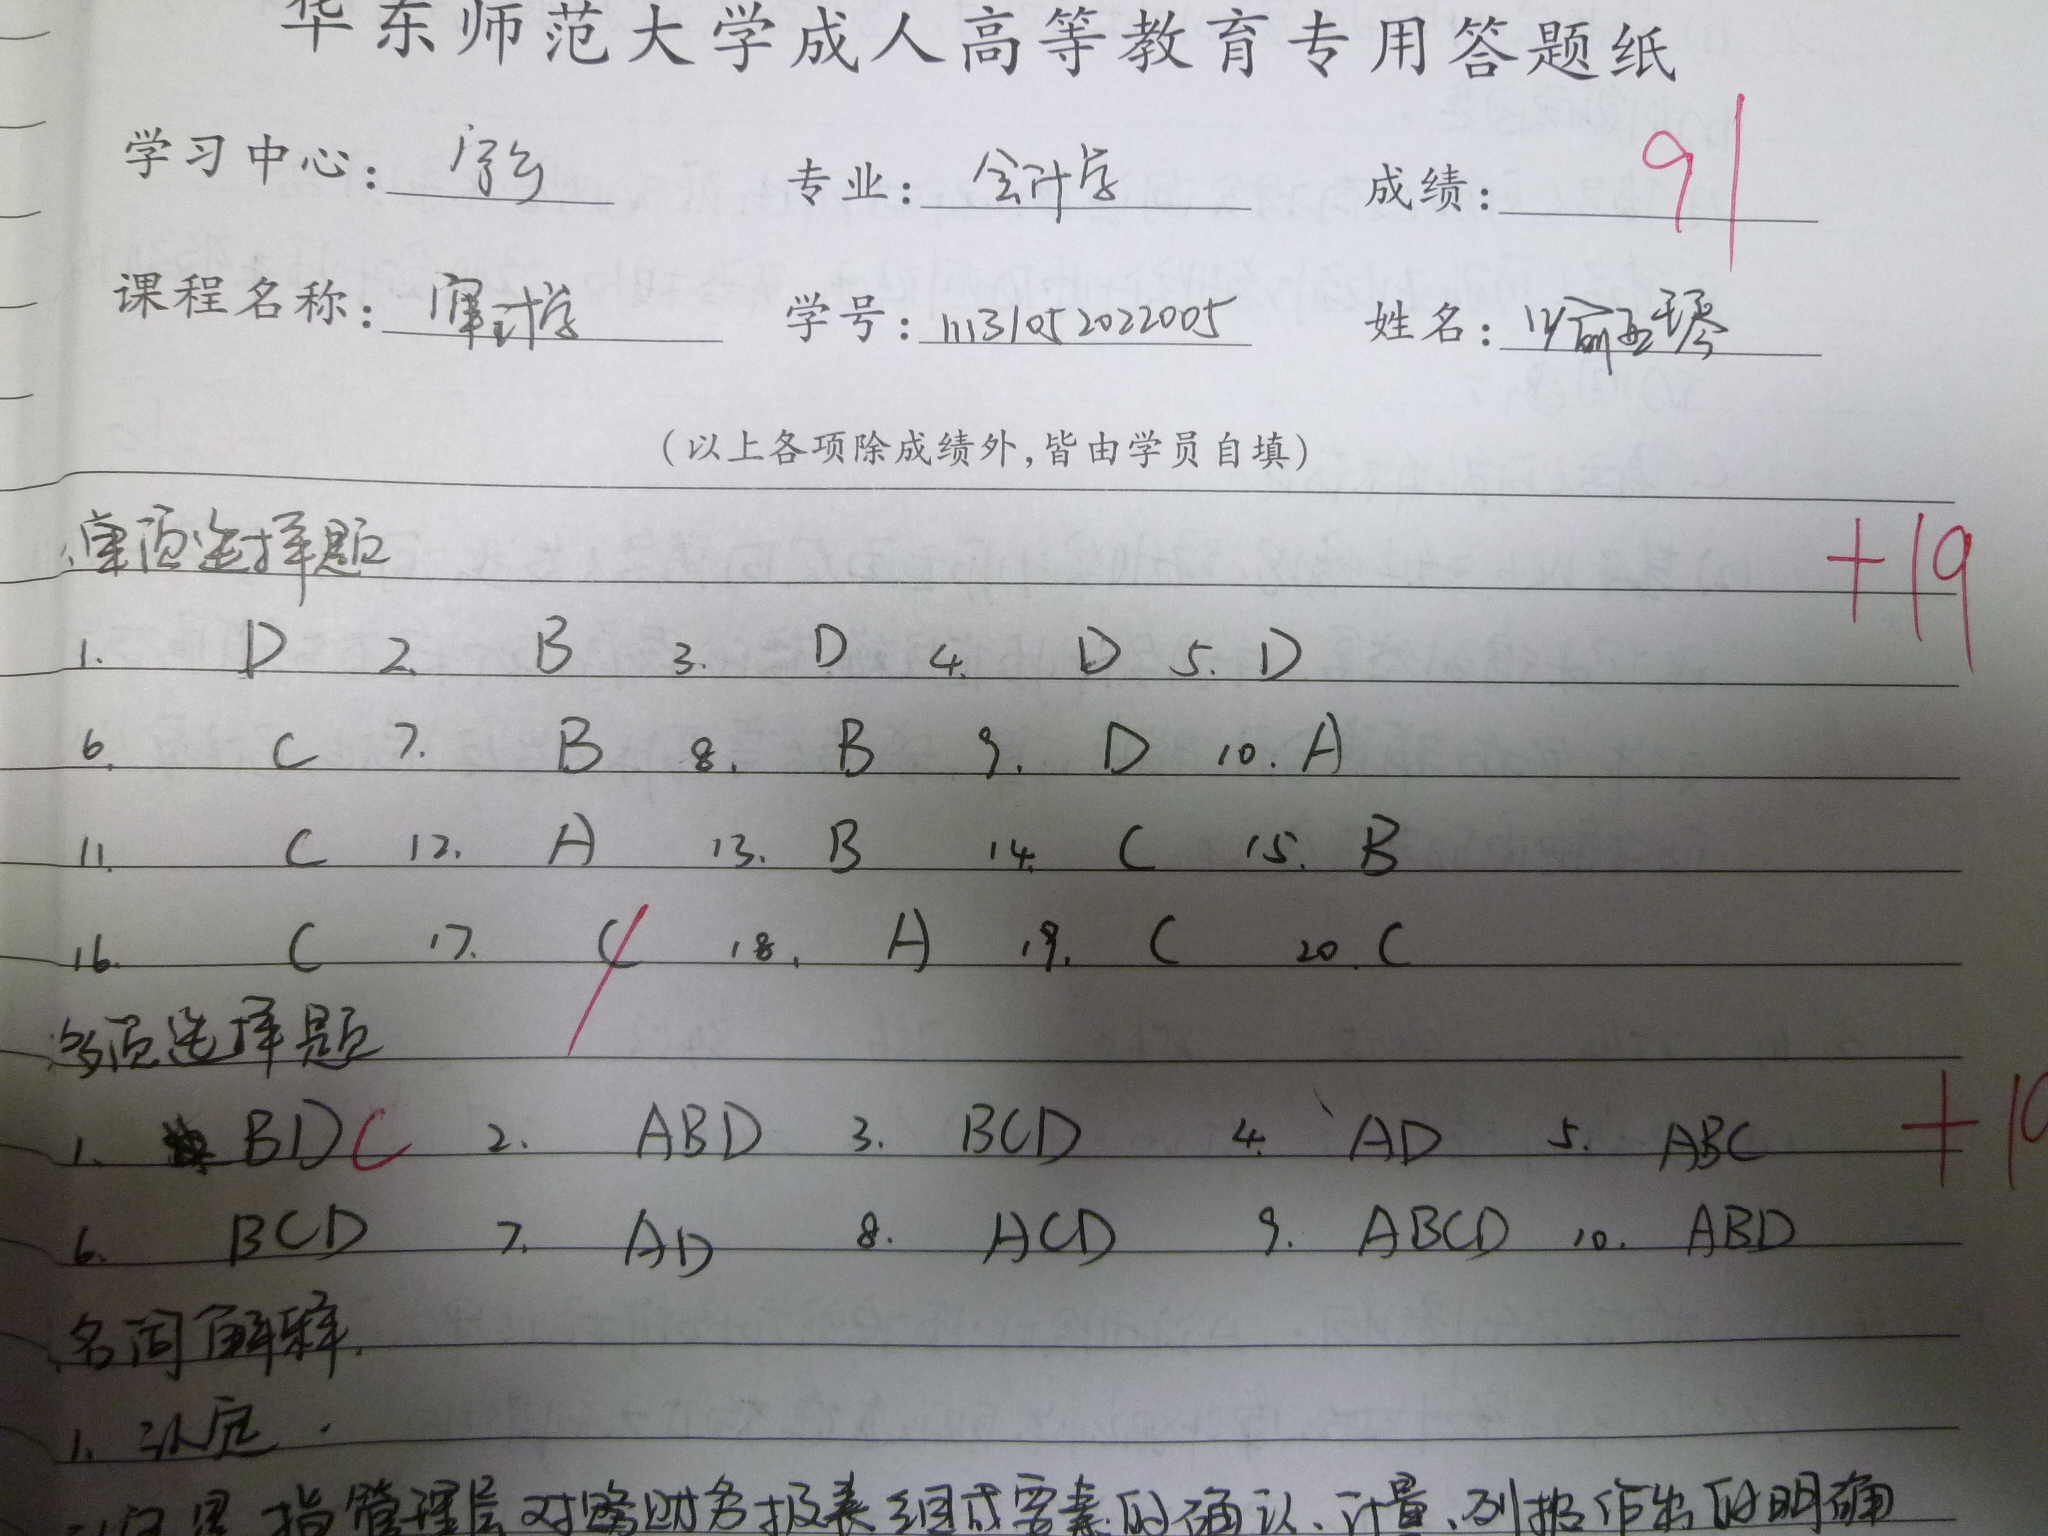 华东师范大学成人高等教育专用答题纸
学习中心: 专业: 会计学 成绩: 91
课程名称: 审计学 学号: 11131052022005 姓名: 俞亚琴
(以上各项除成绩外,皆由学员自填)
单项选择题 +19
1. D 2. B 3. D 4. D 5. D
6. C 7. B 8. B 9. D 10. A
11. C 12. A 13. B 14. C 15. B
16. C 17. C 18. A 19. C 20. C
多项选择题
1. BDC 2. ABD 3. BCD 4. AD 5. ABC +19
6. BCD 7. AD 8. ACD 9. ABCD 10. ABD
名词解释.
1. 认定.
认定是指管理层对财务报表组成要素的确认、计量、列报作出的明确